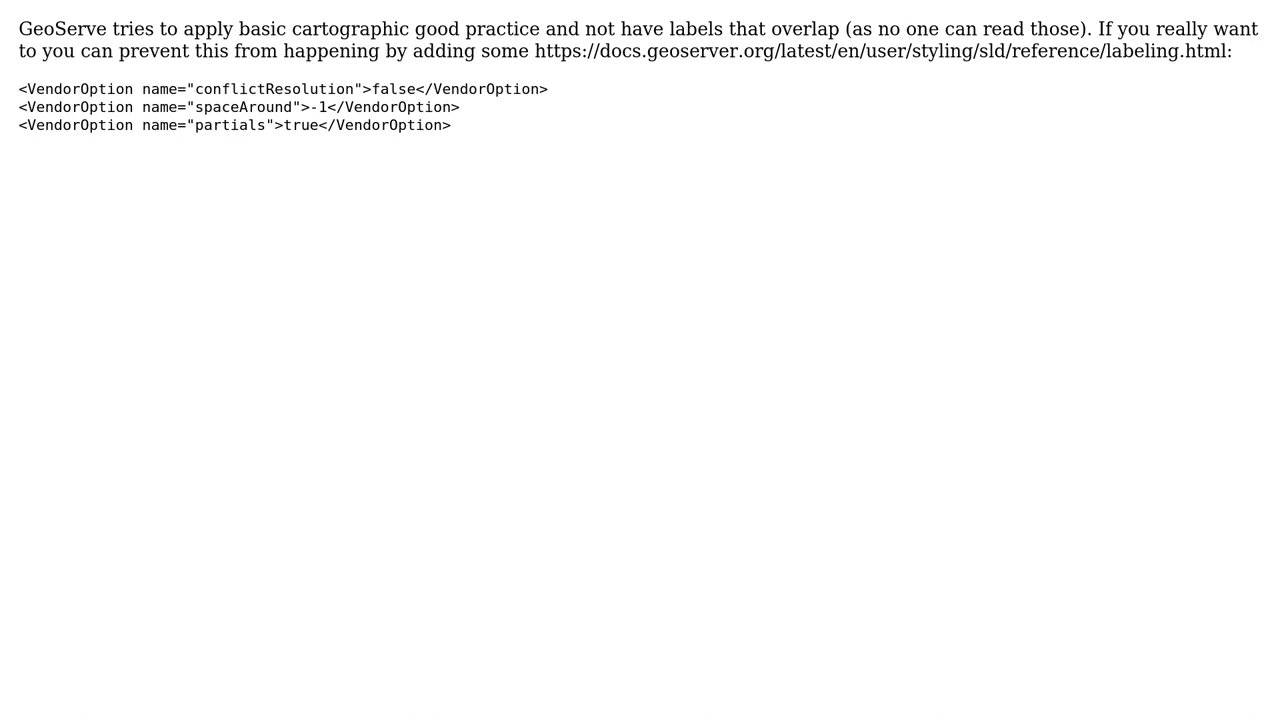 GeoServe tries to apply basic cartographic good practice and not have labels that overlap (as no one can read those). If you really want
to you can prevent this from happening by adding some https://docs.geoserver.org/latest/en/user/styling/sld/reference/labeling.html:
<VendorOption name="conflictResolution">false</VendorOption>
<VendorOption name="spaceAround">-1</VendorOption>
<VendorOption name="partials">true</VendorOption>